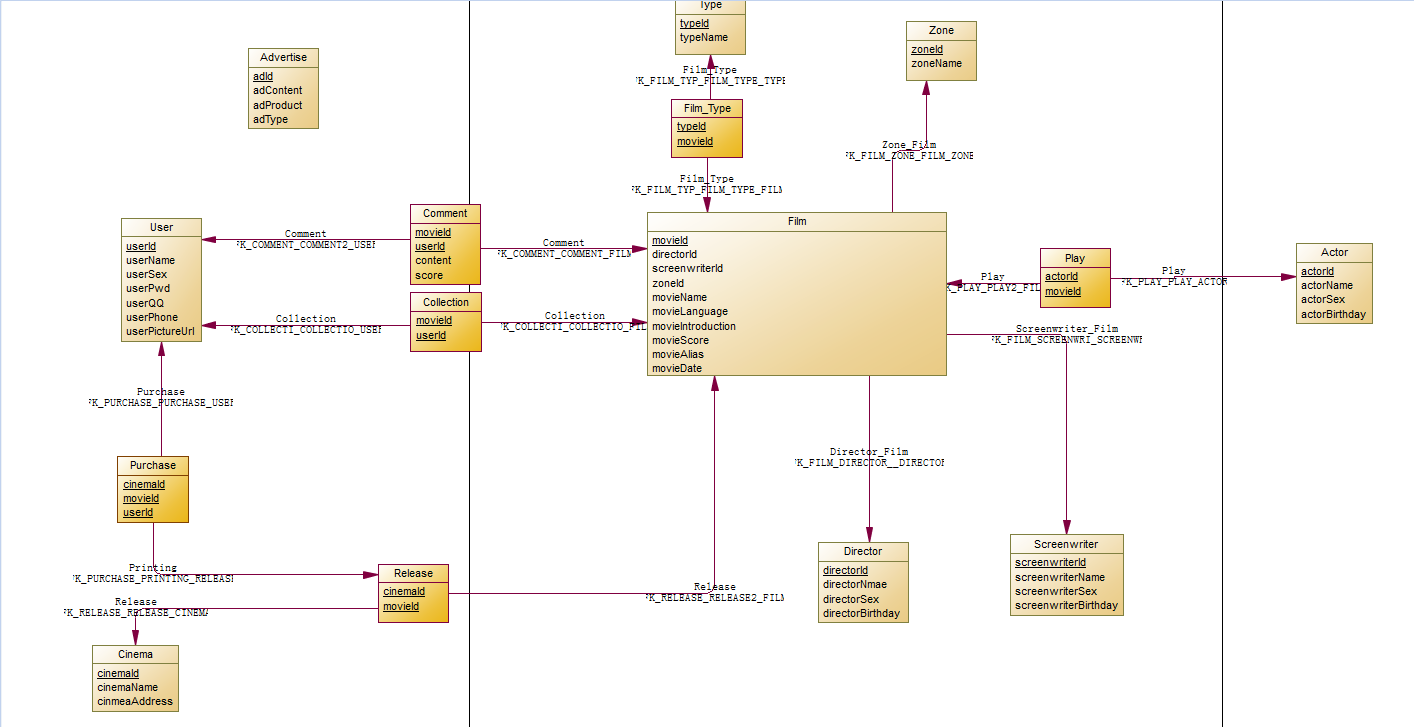 Type
typeId
typeName
Zone
zoneId
zoneName
Advertise
adId
adContent
adProduct
adType
Film_Type
K_FILM_TYP_FILM_TYPE_TYPE
Film_Type
typeId
movieId
Zone_Film
K_FILM_ZONE_FILM_ZONE
Film_Type
K_FILM_TYP_FILM_TYPE_FILM
User
userId
userName
userSex
userPwd
userQQ
userPhone
userPictureUrl
Comment
K_COMMENT_COMMENT2_USER
Comment
movieId
userId
content
score
Comment
K_COMMENT_COMMENT_FILM
Film
movieId
directorId
screenwriterId
zoneId
movieName
movieLanguage
movieIntroduction
movieScore
movieAlias
movieDate
Play
K_PLAY_PLAY2_FIL
Play
actorId
movieId
Play
K_PLAY_PLAY_ACTOR
Actor
actorId
actorName
actorSex
actorBirthday
Collection
K_COLLECTI_COLLECTIO_USER
Collection
movieId
userId
Collection
K_COLLECTI_COLLECTIO_FIL
Screenwriter_Film
K_FILM_SCREENWRI_SCREENW
Purchase
K_PURCHASE_PURCHASE_USER
Purchase
cinemaId
movieId
userId
Director_Film
K_FILM_DIRECTOR__DIRECTOR
Printing
K_PURCHASE_PRINTING_RELEAS
Release
cinemaId
movieId
Release
K_RELEASE_RELEASE2_FILM
Release
K_RELEASE_RELEASE_CINEMA
Director
directorId
directorNmae
directorSex
directorBirthday
Screenwriter
screenwriterId
screenwriterName
screenwriterSex
screenwriterBirthday
Cinema
cinemaId
cinemaName
cinmeaAddress